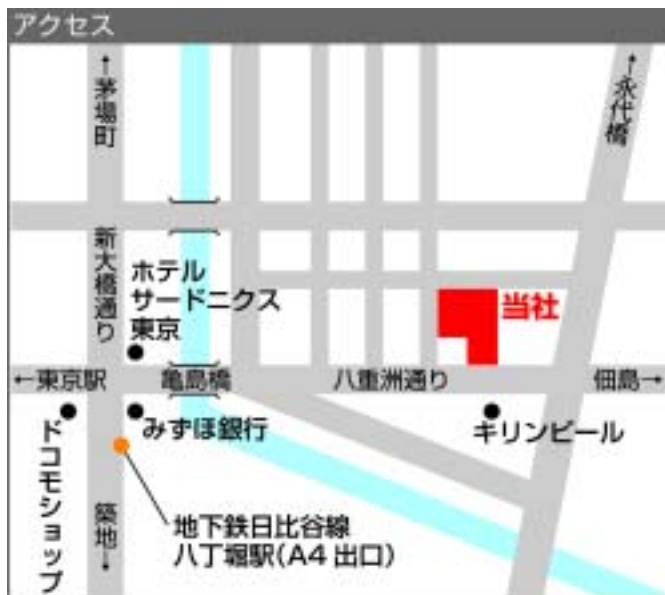 アクセス
←茅場町
←永代橋
新大橋通り
ホテル
サードニクス
東京
当社
←東京駅
亀島橋
八重洲通り
佃島→
ドコモショップ
みずほ銀行
キリンビール
築地→
地下鉄日比谷線
八丁堀駅(A4 出口)